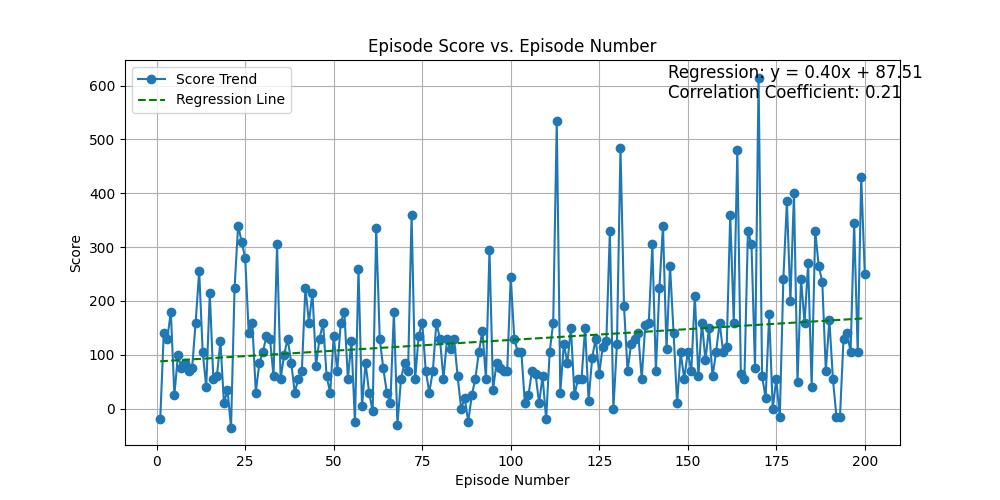 Episode Score vs. Episode Number
Regression: y = 0.40x + 87.51
Correlation Coefficient: 0.21
Score Trend
Regression Line
Score
600
500
400
300
200
100
0
0 25 50 75 100 125 150 175 200
Episode Number